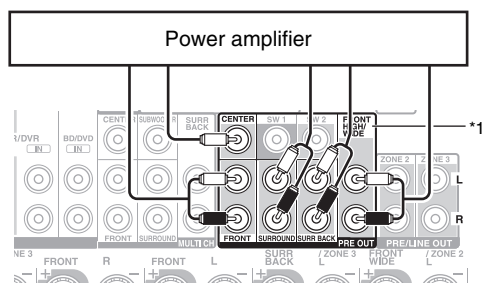 Power amplifier
CENTER SUBWOOFER SURR BACK CENTER SW 1 SW 2 FRONT HIGH/ WIDE *1
/DVR BD/DVD
IN IN
ZONE 2 ZONE 3
L
R
FRONT SURROUND MULTI CH FRONT SURROUND SURR BACK PRE OUT PRE/LINE OUT
NE 3 FRONT R FRONT L SURR BACK /ZONE 3 L FRONT WIDE /ZONE 2 L